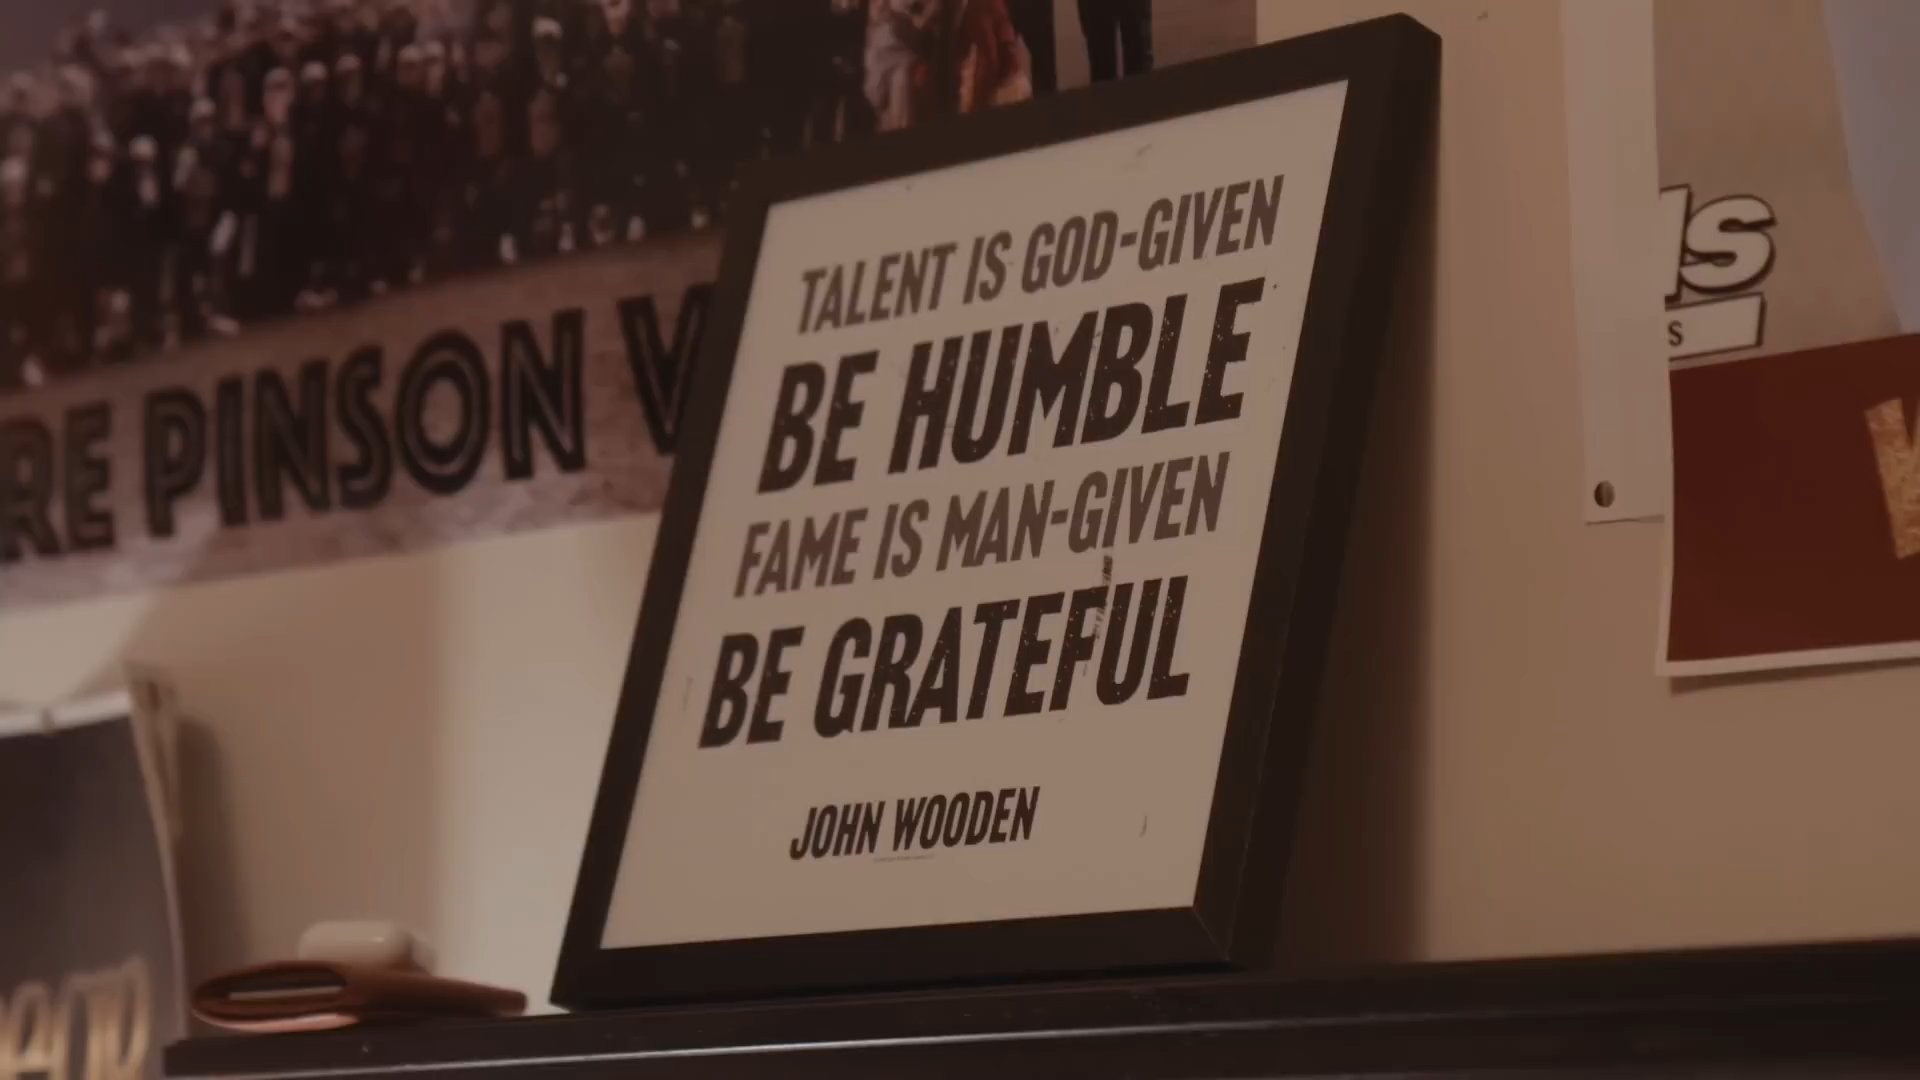 RE PINSON V
TALENT IS GOD-GIVEN
BE HUMBLE
FAME IS MAN-GIVEN
BE GRATEFUL
JOHN WOODEN
S